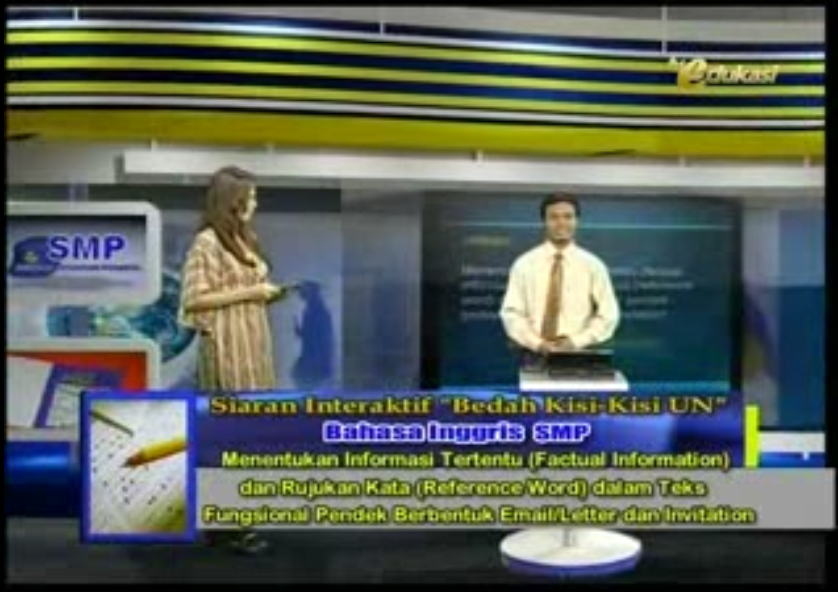 edukasi
SMP
Siaran Interaktif "Bedah Kisi-Kisi UN"
Bahasa Inggris SMP
Menentukan Informasi Tertentu (Factual Information)
dan Rujukan Kata (Reference Word) dalam Teks
Fungsional Pendek Berbentuk Email/Letter dan Invitation